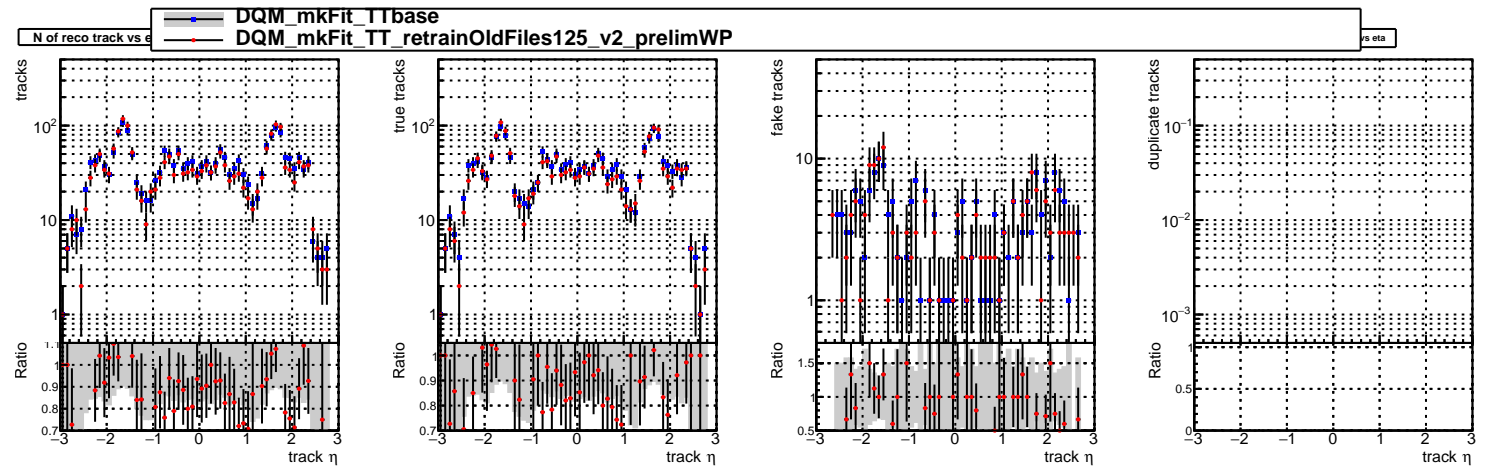 DQM_mkFit_TTbase
DQM_mkFit_TT_retrainOldFiles125_v2_prelimWP
N of reco track vs e
vs eta
tracks
10²
10
1
Ratio
1.1
1
0.9
0.8
0.7
−3 −2 −1 0 1 2 3
track η
true tracks
10²
10
1
Ratio
1
0.9
0.8
0.7
−3 −2 −1 0 1 2 3
track η
fake tracks
10
1
Ratio
1.5
1
0.5
−3 −2 −1 0 1 2 3
track η
duplicate tracks
10⁻¹
10⁻²
10⁻³
Ratio
1
0.5
0
−3 −2 −1 0 1 2 3
track η